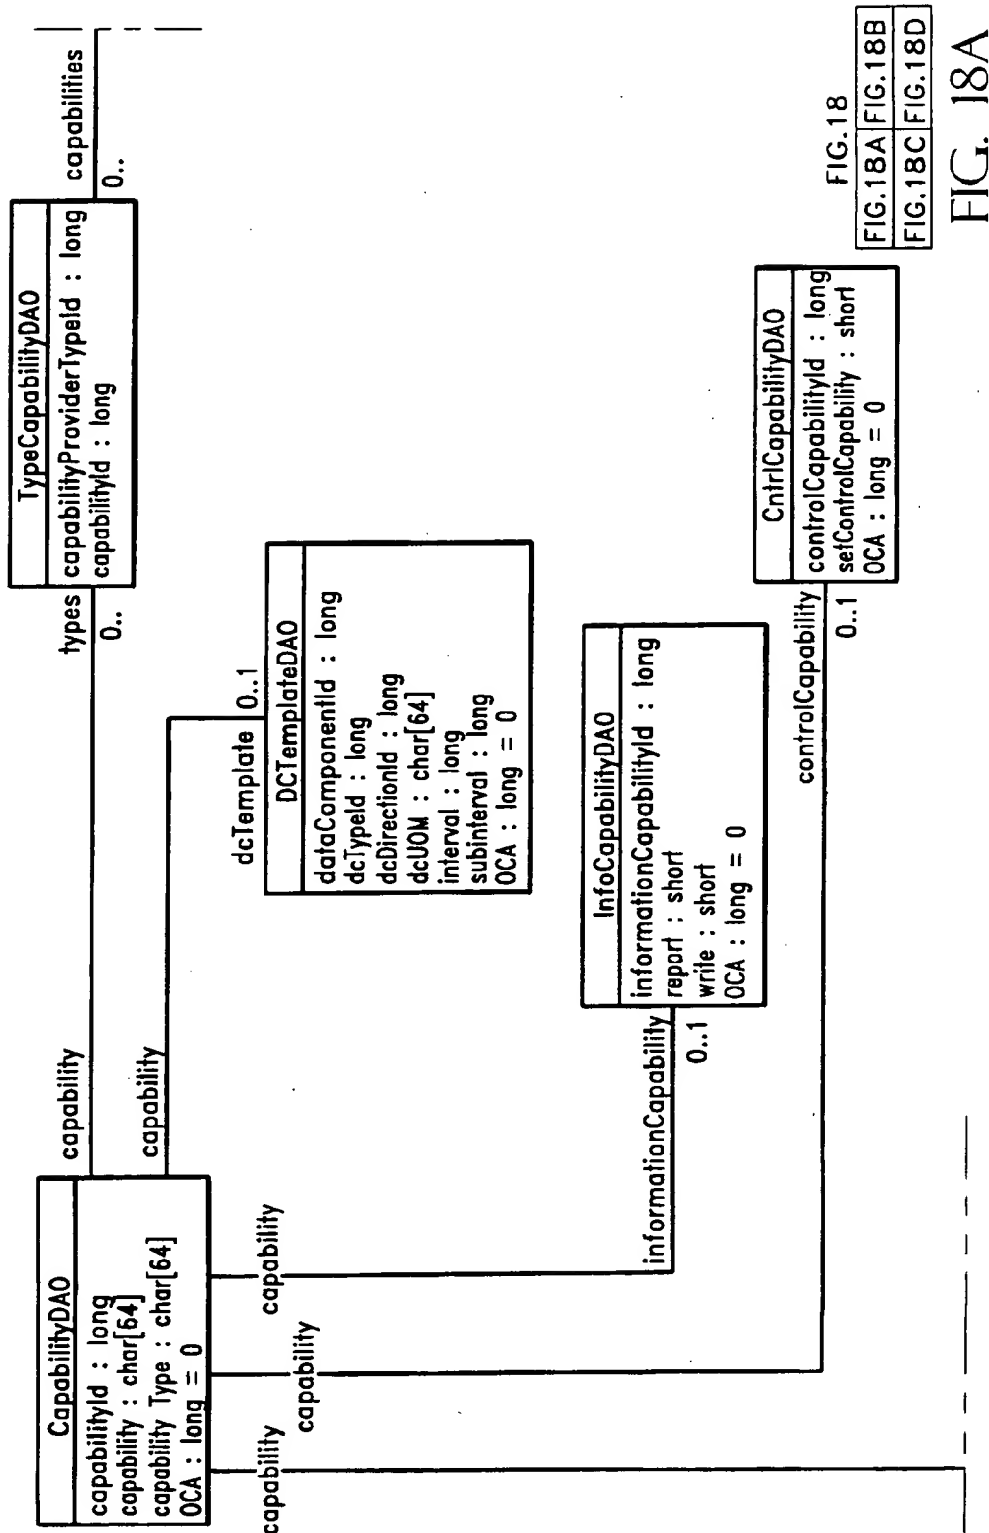 CapabilityDAO
capabilityId : long
capability : char[64]
capability Type : char[64]
OCA : long = 0
capability
types
0..
TypeCapabilityDAO
capabilityProviderTypeId : long
capabilityId : long
capabilities
0..
capability
dcTemplate
0..1
DCTemplateDAO
dataComponentId : long
dcTypeId : long
dcDirectionId : long
dcUOM : char[64]
interval : long
subinterval : long
OCA : long = 0
capability
informationCapability
0..1
InfoCapabilityDAO
informationCapabilityId : long
report : short
write : short
OCA : long = 0
capability
controlCapability
0..1
CntrlCapabilityDAO
controlCapabilityId : long
setControlCapability : short
OCA : long = 0
capability
FIG.18
FIG.18A FIG.18B
FIG.18C FIG.18D
FIG. 18A